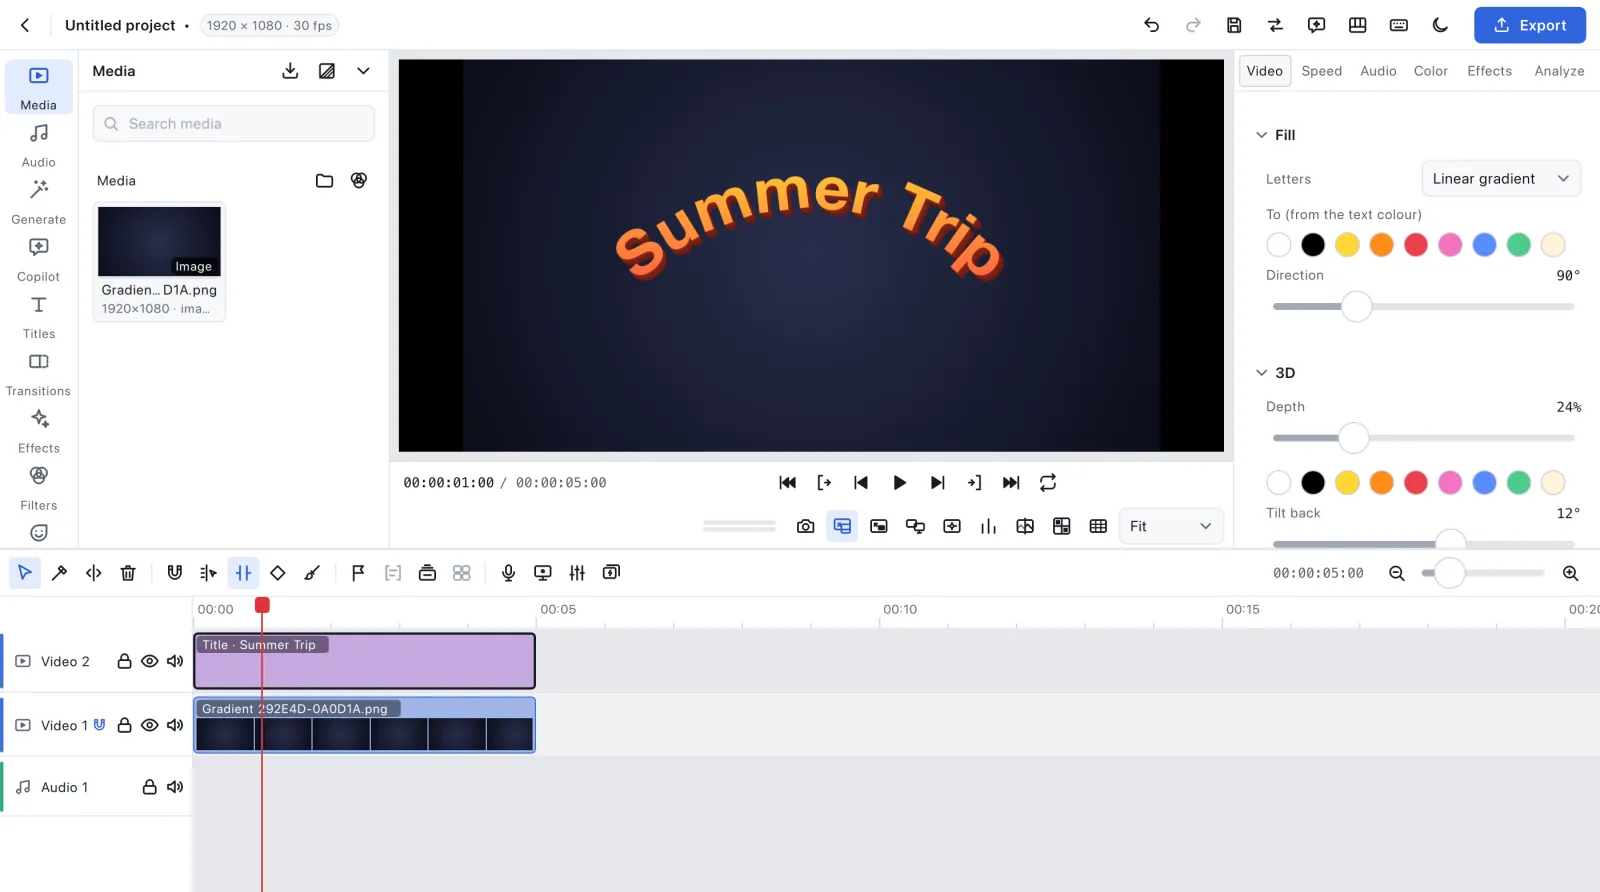 Untitled project •
1920 × 1080 · 30 fps
Export
Media
Audio
Generate
Copilot
Titles
Transitions
Effects
Filters
Media
Search media
Media
Image
Gradien... D1A.png
1920×1080 · ima...
Summer Trip
00:00:01:00 / 00:00:05:00
Fit
Video Speed Audio Color Effects Analyze
Fill
Letters
Linear gradient
To (from the text colour)
Direction 90°
3D
Depth 24%
Tilt back 12°
00:00:05:00
00:00 00:05 00:10 00:15 00:20
Video 2
Title · Summer Trip
Video 1
Gradient 292E4D-0A0D1A.png
Audio 1